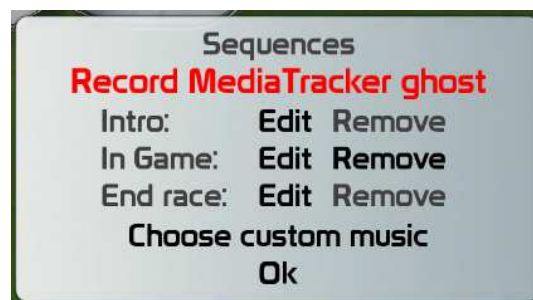 Sequences
Record MediaTracker ghost
Intro: Edit Remove
In Game: Edit Remove
End race: Edit Remove
Choose custom music
Ok